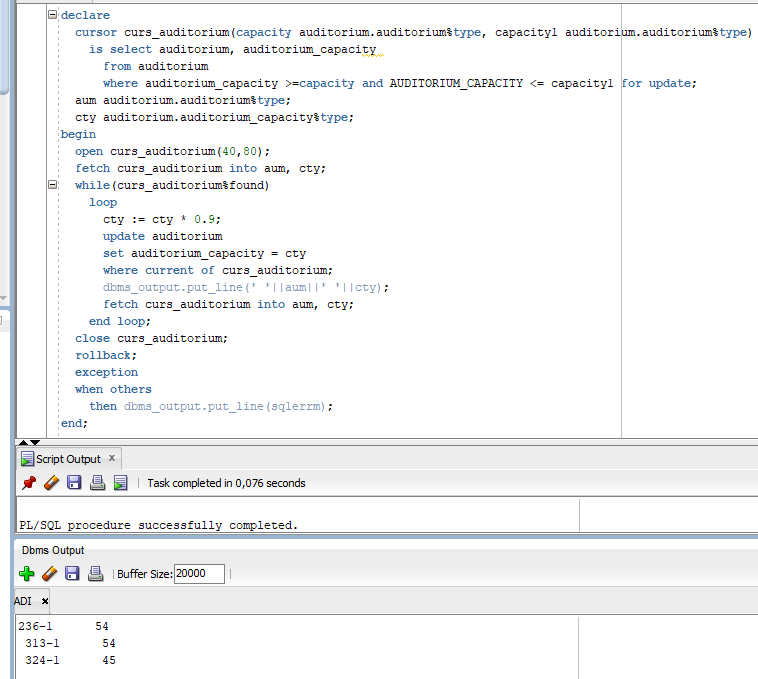 declare
cursor curs_auditorium(capacity auditorium.auditorium%type, capacity1 auditorium.auditorium%type)
is select auditorium, auditorium_capacity
from auditorium
where auditorium_capacity >=capacity and AUDITORIUM_CAPACITY <= capacity1 for update;
aum auditorium.auditorium%type;
cty auditorium.auditorium_capacity%type;
begin
open curs_auditorium(40,80);
fetch curs_auditorium into aum, cty;
while(curs_auditorium%found)
loop
cty := cty * 0.9;
update auditorium
set auditorium_capacity = cty
where current of curs_auditorium;
dbms_output.put_line(' '||aum||' '||cty);
fetch curs_auditorium into aum, cty;
end loop;
close curs_auditorium;
rollback;
exception
when others
then dbms_output.put_line(sqlerrm);
end;
Script Output x
Task completed in 0,076 seconds
PL/SQL procedure successfully completed.
Dbms Output
Buffer Size: 20000
ADI x
236-1 54
313-1 54
324-1 45